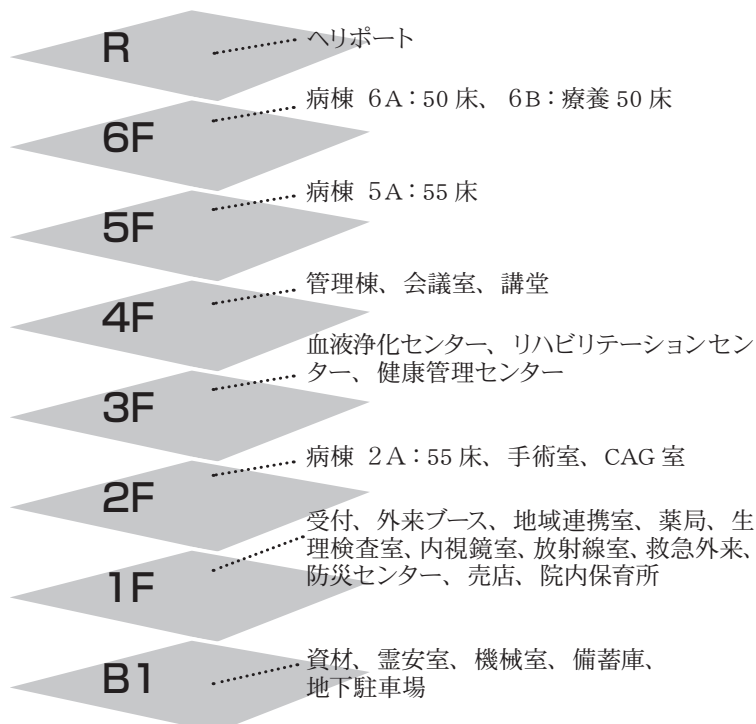 R
ヘリポート
6F
病棟 6A：50 床、 6B：療養 50 床
5F
病棟 5A：55 床
4F
管理棟、会議室、講堂
3F
血液浄化センター、リハビリテーションセン
ター、健康管理センター
2F
病棟 2A：55 床、手術室、CAG 室
1F
受付、外来ブース、地域連携室、薬局、生
理検査室、内視鏡室、放射線室、救急外来、
防災センター、売店、院内保育所
B1
資材、霊安室、機械室、備蓄庫、
地下駐車場